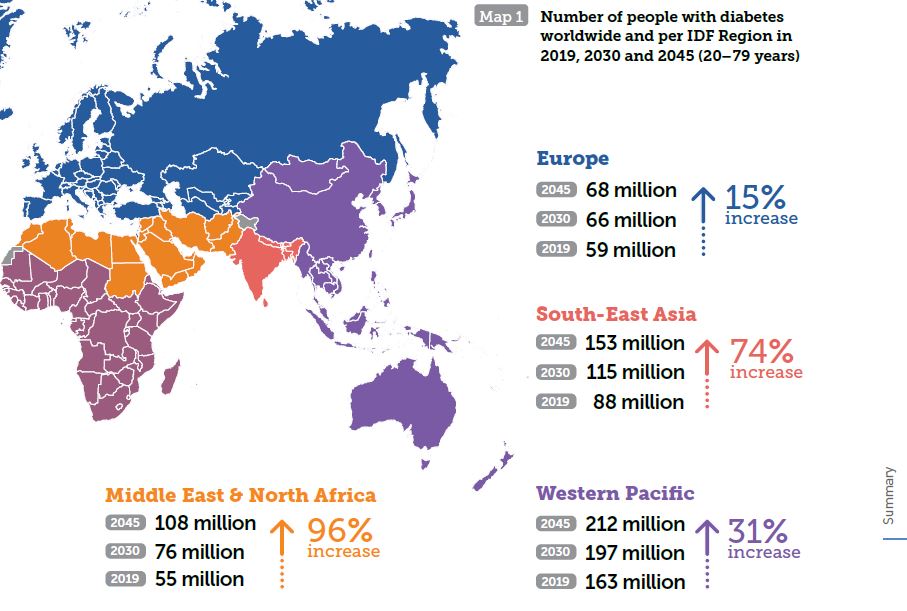 Map 1
Number of people with diabetes
worldwide and per IDF Region in
2019, 2030 and 2045 (20–79 years)
Europe
2045 68 million
2030 66 million
2019 59 million
15%
increase
South-East Asia
2045 153 million
2030 115 million
2019 88 million
74%
increase
Middle East & North Africa
2045 108 million
2030 76 million
2019 55 million
96%
increase
Western Pacific
2045 212 million
2030 197 million
2019 163 million
31%
increase
Summary